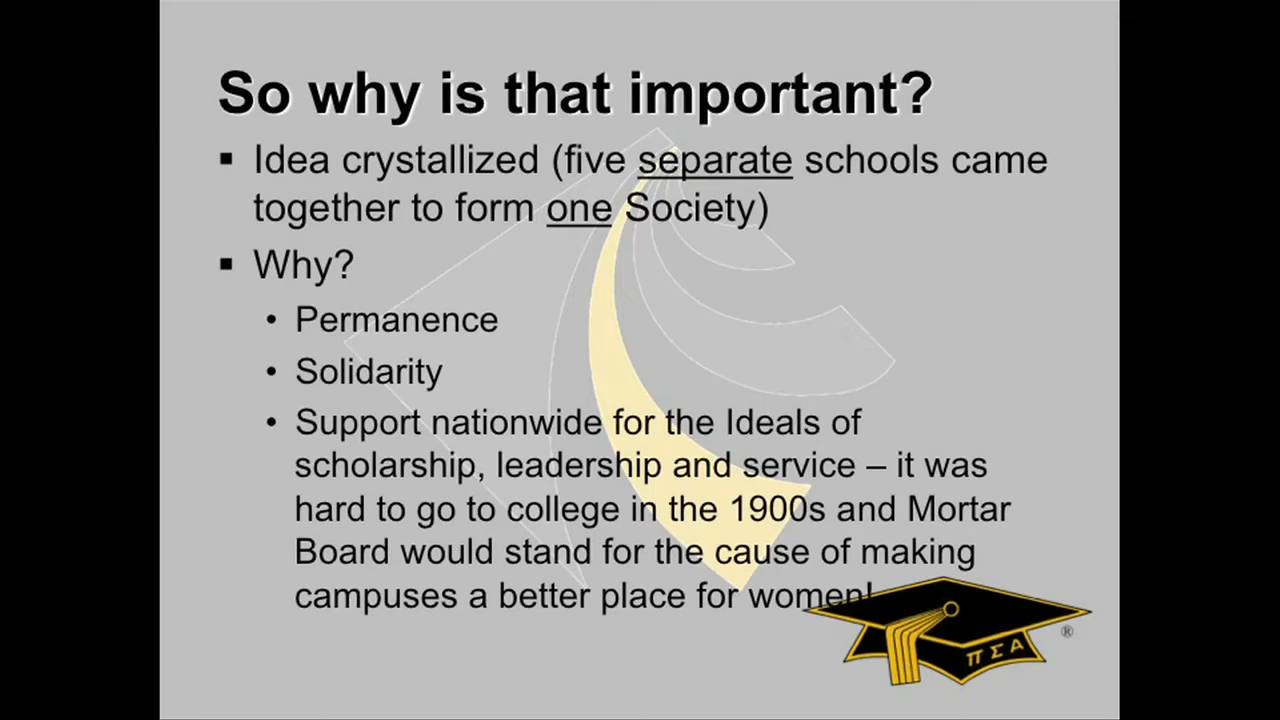 So why is that important?
▪ Idea crystallized (five separate schools came
together to form one Society)
▪ Why?
• Permanence
• Solidarity
• Support nationwide for the Ideals of
scholarship, leadership and service – it was
hard to go to college in the 1900s and Mortar
Board would stand for the cause of making
campuses a better place for women!
ΠΣΑ
®